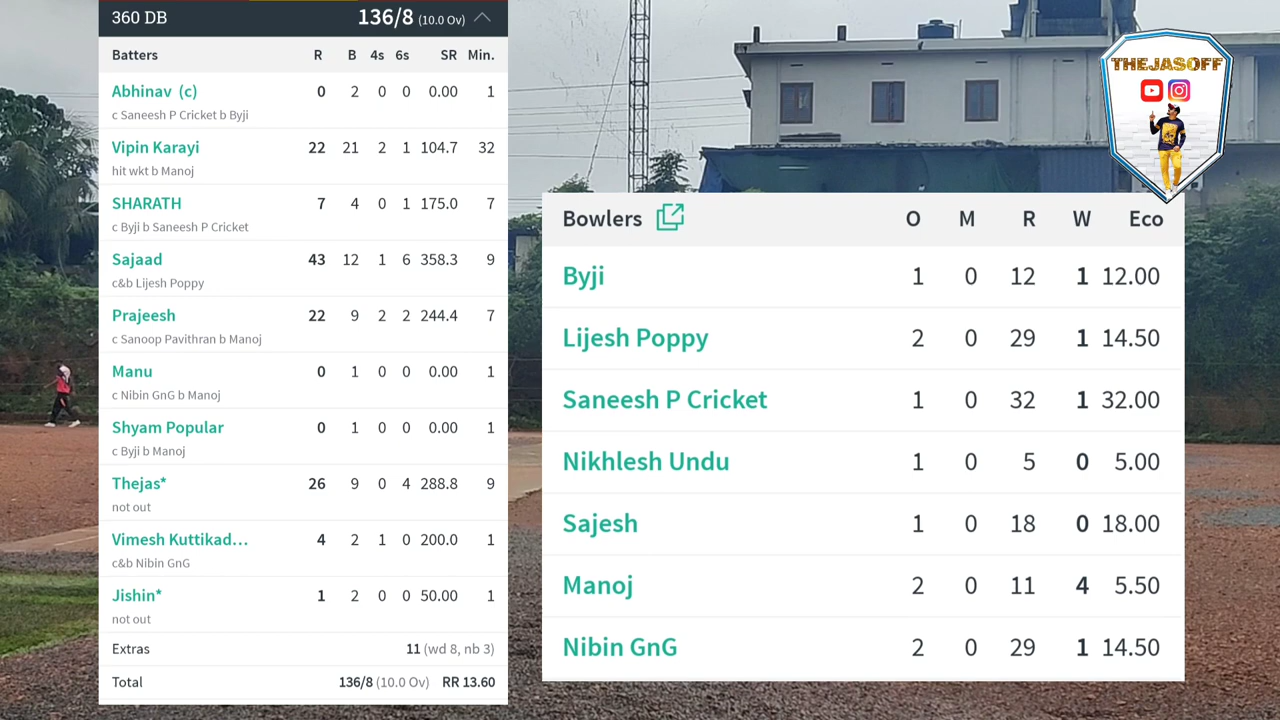 360 DB 136/8 (10.0 Ov)
Batters R B 4s 6s SR Min.
Abhinav (c) 0 2 0 0 0.00 1
c Saneesh P Cricket b Byji
Vipin Karayi 22 21 2 1 104.7 32
hit wkt b Manoj
SHARATH 7 4 0 1 175.0 7
c Byji b Saneesh P Cricket
Sajaad 43 12 1 6 358.3 9
c&b Lijesh Poppy
Prajeesh 22 9 2 2 244.4 7
c Sanoop Pavithran b Manoj
Manu 0 1 0 0 0.00 1
c Nibin GnG b Manoj
Shyam Popular 0 1 0 0 0.00 1
c Byji b Manoj
Thejas* 26 9 0 4 288.8 9
not out
Vimesh Kuttikad... 4 2 1 0 200.0 1
c&b Nibin GnG
Jishin* 1 2 0 0 50.00 1
not out
Extras 11 (wd 8, nb 3)
Total 136/8 (10.0 Ov) RR 13.60
THEJASOFF
Bowlers O M R W Eco
Byji 1 0 12 1 12.00
Lijesh Poppy 2 0 29 1 14.50
Saneesh P Cricket 1 0 32 1 32.00
Nikhlesh Undu 1 0 5 0 5.00
Sajesh 1 0 18 0 18.00
Manoj 2 0 11 4 5.50
Nibin GnG 2 0 29 1 14.50